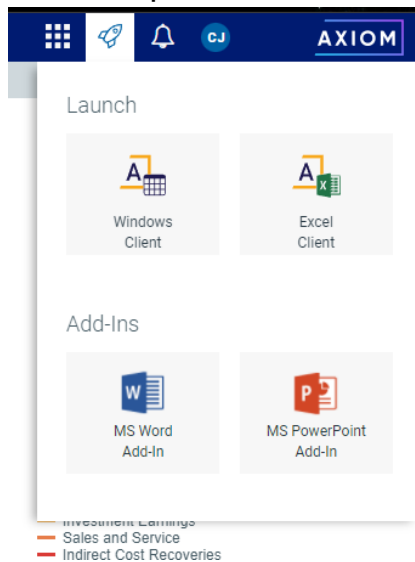 CJ
AXIOM
Launch
A
A
X
Windows
Client
Excel
Client
Add-Ins
W
P
MS Word
Add-In
MS PowerPoint
Add-In
Investment Earnings
Sales and Service
Indirect Cost Recoveries